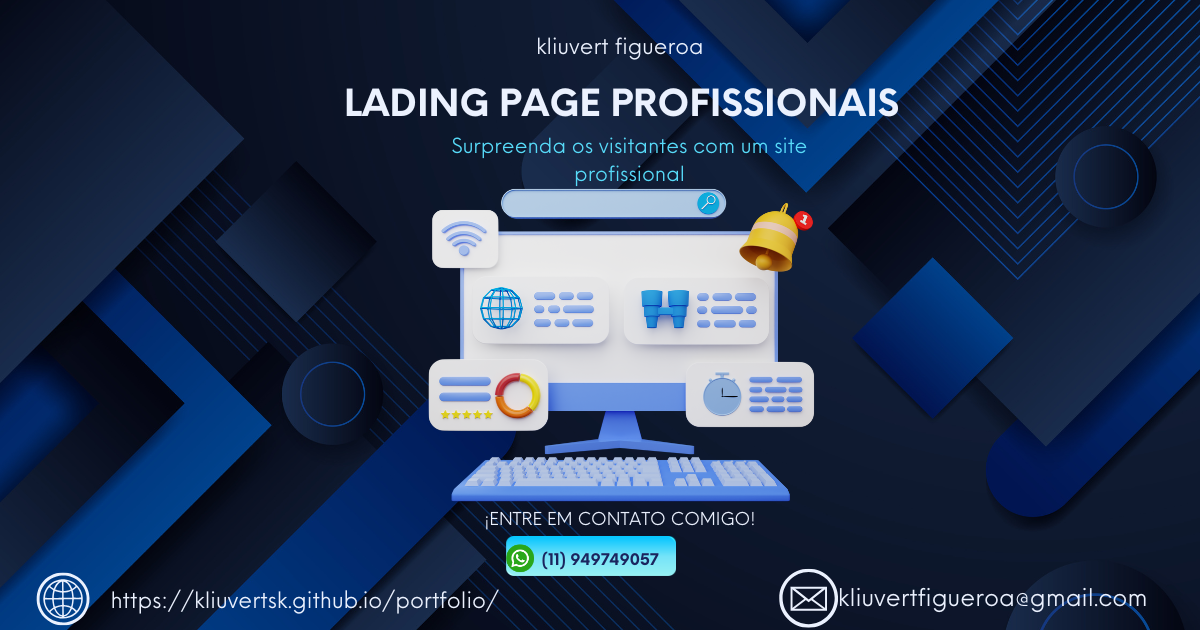 kliuvert figueroa
LADING PAGE PROFISSIONAIS
Surpreenda os visitantes com um site
profissional
1
¡ENTRE EM CONTATO COMIGO!
(11) 949749057
https://kliuvertsk.github.io/portfolio/
kliuvertfigueroa@gmail.com